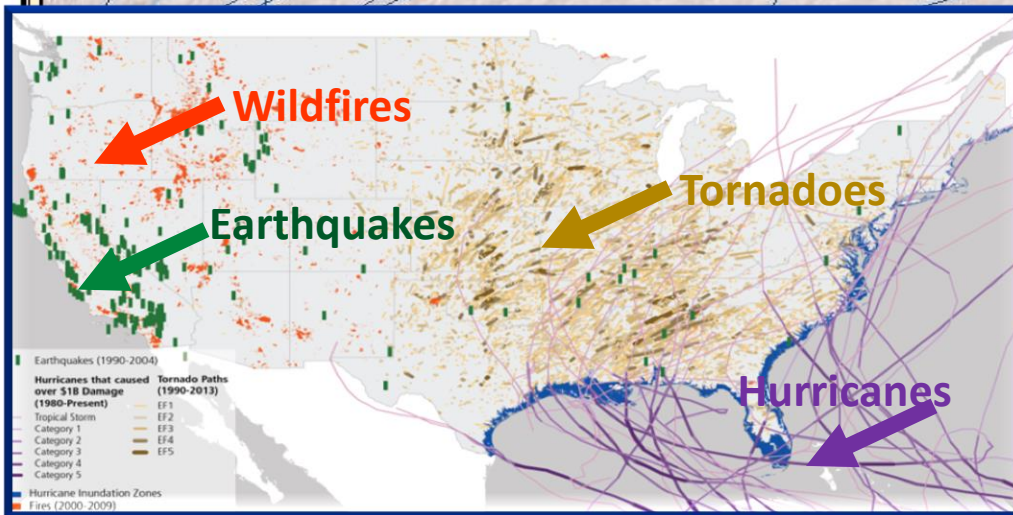 Wildfires
Tornadoes
Earthquakes
Hurricanes
Earthquakes (1990-2004)
Hurricanes that caused
over $1B Damage
(1980-Present)
Tropical Storm
Category 1
Category 2
Category 3
Category 4
Category 5
Tornado Paths
(1990-2013)
EF1
EF2
EF3
EF4
EF5
Hurricane Inundation Zones
Fires (2000-2009)